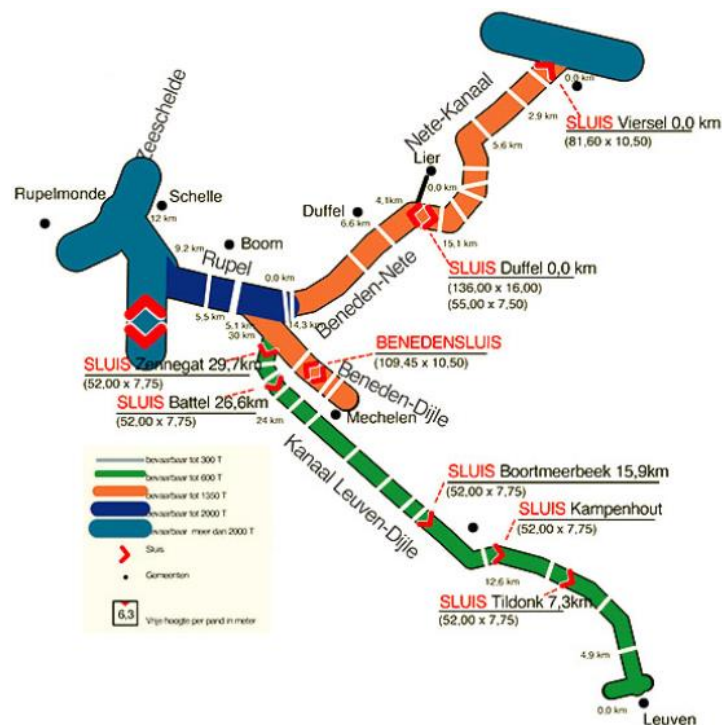 0,0 km
Nete-Kanaal
2.9 km
SLUIS Viersel 0,0 km
(81,60 x 10,50)
5,6 km
Zeeschelde
Lier
0,0 km
4,1km
Rupelmonde
Schelle
12 km
Duffel
6,6 km
15,1 km
9.2 km
Boom
Rupel
Beneden-Nete
SLUIS Duffel 0,0 km
(136,00 x 16,00)
(55,00 x 7,50)
0,0 km
5,5 km
5,1 km
14,3 km
30 km
SLUIS Zennegat 29,7km
(52,00 x 7,75)
BENEDENSLUIS
(109,45 x 10,50)
Beneden-Dijle
SLUIS Battel 26,6km
(52,00 x 7,75)
24 km
Mechelen
Kanaal Leuven-Dijle
bevaarbaar tot 300 T
bevaarbaar tot 600 T
bevaarbaar tot 1350 T
bevaarbaar tot 2000 T
bevaarbaar meer dan 2000 T
Sluis
Gemeenten
6,3
Vrije hoogte per pand in meter
SLUIS Boortmeerbeek 15,9km
(52,00 x 7,75)
SLUIS Kampenhout
(52,00 x 7,75)
12,6 km
SLUIS Tildonk 7,3km
(52,00 x 7,75)
4,9 km
0,0 km
Leuven